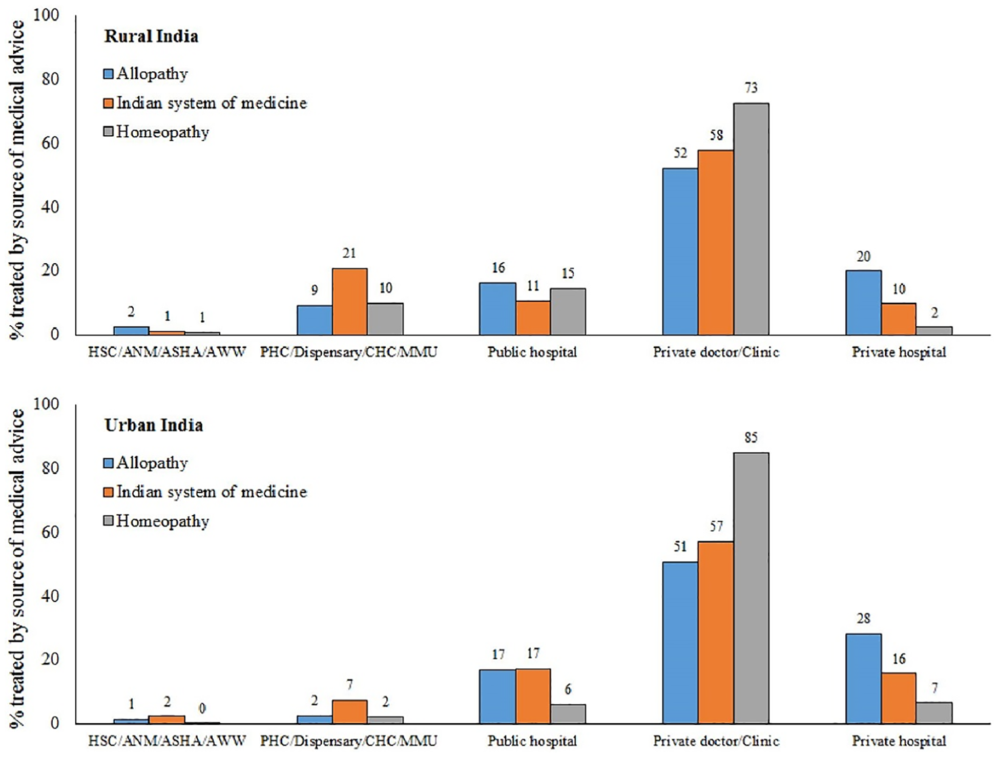 % treated by source of medical advice
100
80
60
40
20
0
Rural India
Allopathy
Indian system of medicine
Homeopathy
2 1 1
9 21 10
16 11 15
52 58 73
20 10 2
HSC/ANM/ASHA/AWW PHC/Dispensary/CHC/MMU Public hospital Private doctor/Clinic Private hospital
% treated by source of medical advice
100
80
60
40
20
0
Urban India
Allopathy
Indian system of medicine
Homeopathy
1 2 0
2 7 2
17 17 6
51 57 85
28 16 7
HSC/ANM/ASHA/AWW PHC/Dispensary/CHC/MMU Public hospital Private doctor/Clinic Private hospital